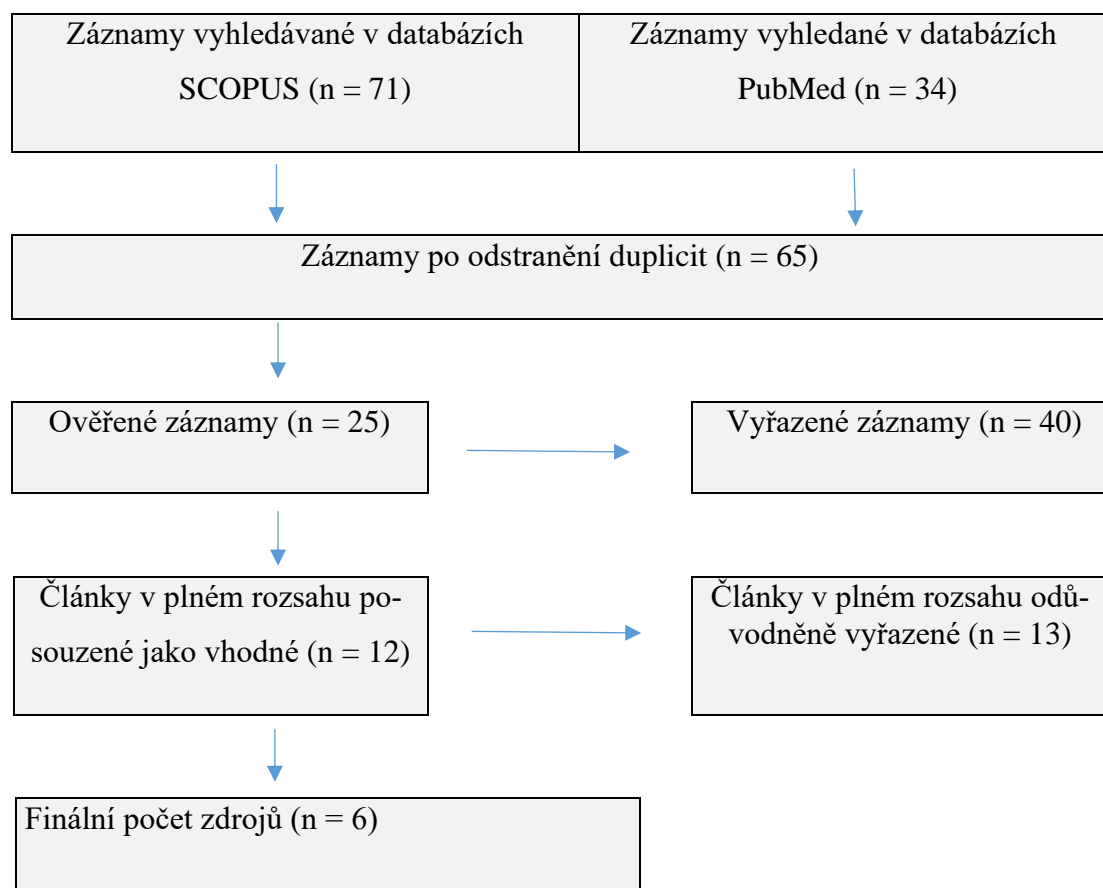 Záznamy vyhledávané v databázích
SCOPUS (n = 71)
Záznamy vyhledané v databázích
PubMed (n = 34)
Záznamy po odstranění duplicit (n = 65)
Ověřené záznamy (n = 25)
Vyřazené záznamy (n = 40)
Články v plném rozsahu po-
souzené jako vhodné (n = 12)
Články v plném rozsahu odů-
vodněně vyřazené (n = 13)
Finální počet zdrojů (n = 6)